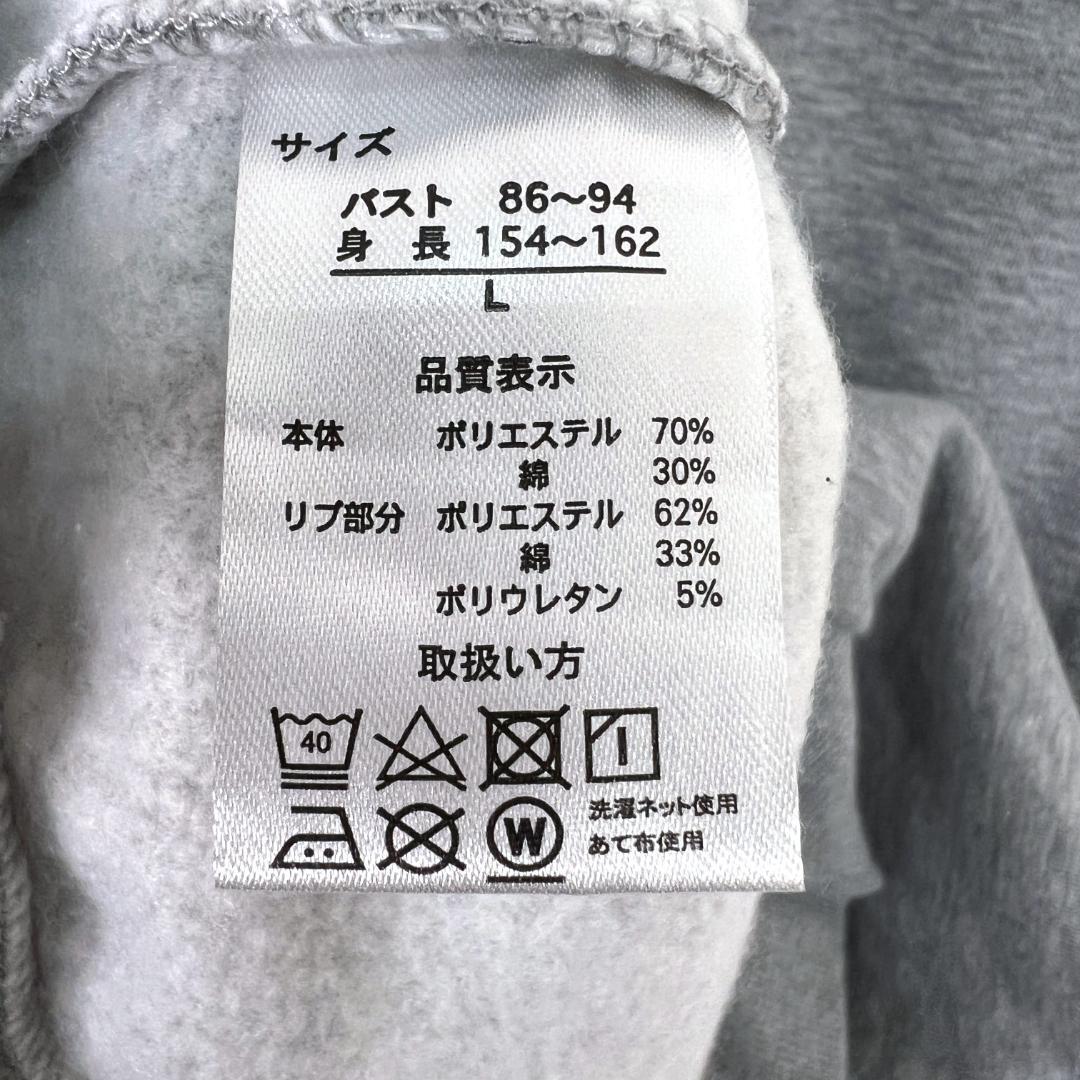 サイズ
バスト 86～94
身 長 154～162
L
品質表示
本体 ポリエステル 70%
綿 30%
リブ部分 ポリエステル 62%
綿 33%
ポリウレタン 5%
取扱い方
40
W 洗濯ネット使用
あて布使用